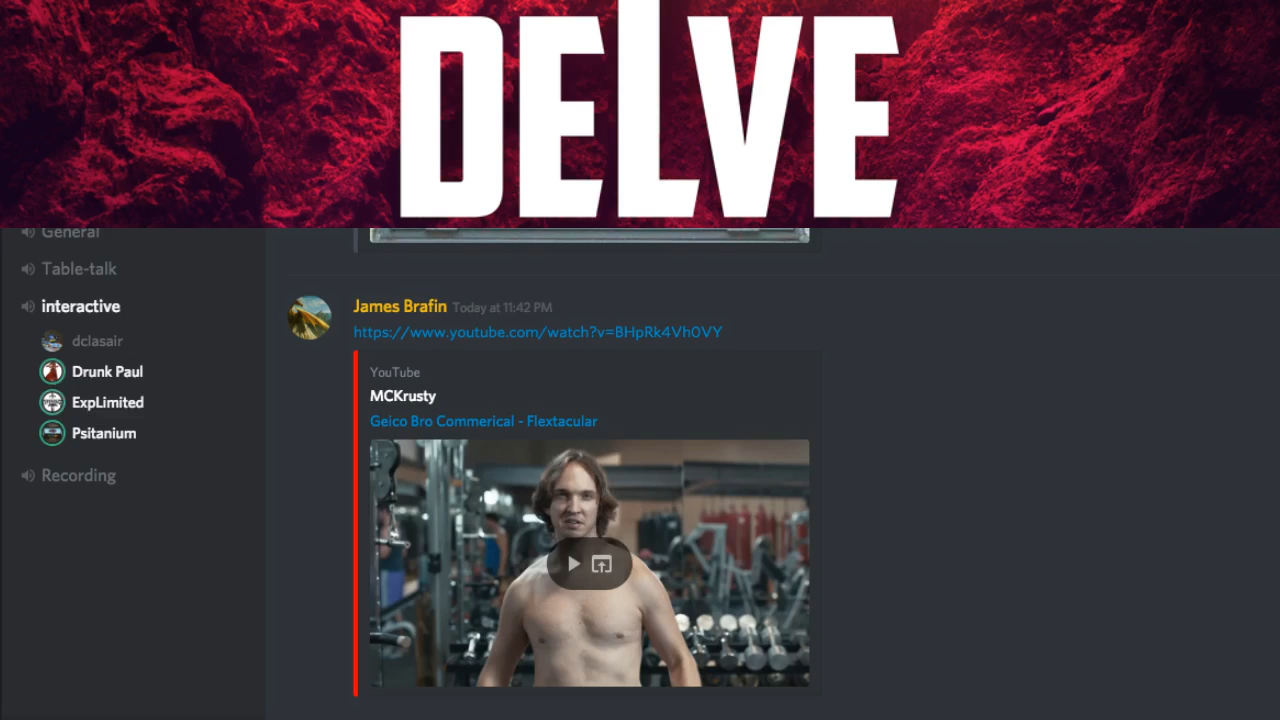 DELVE
General
Table-talk
interactive
dclasair
Drunk Paul
ExpLimited
Psitanium
Recording
James Brafin Today at 11:42 PM
https://www.youtube.com/watch?v=BHpRk4Vh0VY
YouTube
MCKrusty
Geico Bro Commerical - Flextacular